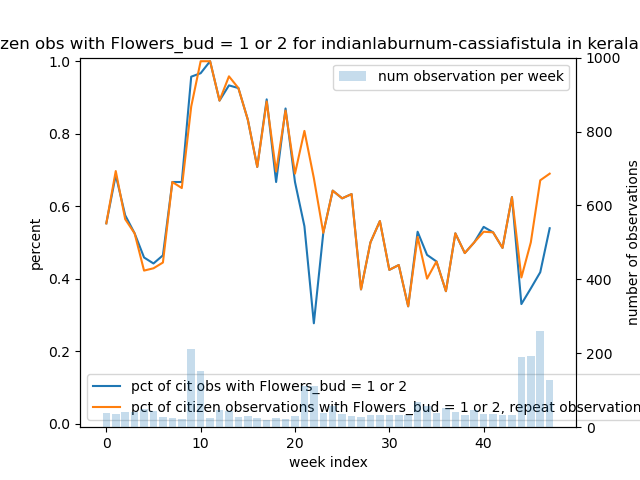 zen obs with Flowers_bud = 1 or 2 for indianlaburnum-cassiafistula in kerala
num observation per week
1.0
0.8
0.6
0.4
0.2
0.0
percent
1000
800
600
400
200
0
number of observations
pct of cit obs with Flowers_bud = 1 or 2
pct of citizen observations with Flowers_bud = 1 or 2, repeat observation
0 10 20 30 40
week index